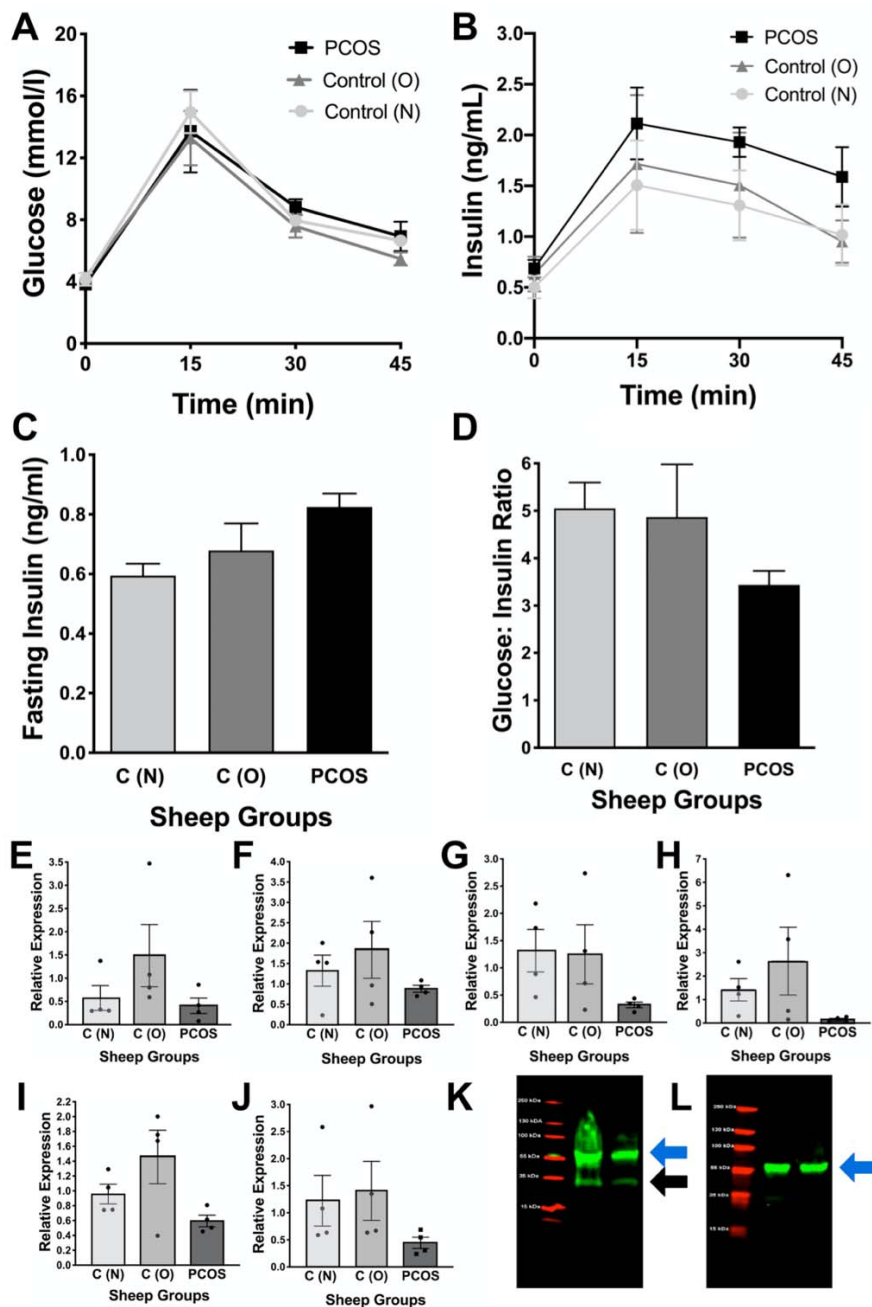 A
Glucose (mmol/l)
20
16
12
8
4
0
0 15 30 45
Time (min)
PCOS
Control (O)
Control (N)
B
Insulin (ng/mL)
3.0
2.5
2.0
1.5
1.0
0.5
0.0
0 15 30 45
Time (min)
PCOS
Control (O)
Control (N)
C
Fasting Insulin (ng/ml)
1.0
0.8
0.6
0.4
0.2
0.0
C (N) C (O) PCOS
Sheep Groups
D
Glucose: Insulin Ratio
6
5
4
3
2
1
0
C (N) C (O) PCOS
Sheep Groups
E
Relative Expression
3.5
3.0
2.5
2.0
1.5
1.0
0.5
0.0
C (N) C (O) PCOS
Sheep Groups
F
Relative Expression
4.0
3.5
3.0
2.5
2.0
1.5
1.0
0.5
0.0
C (N) C (O) PCOS
Sheep Groups
G
Relative Expression
3.0
2.5
2.0
1.5
1.0
0.5
0.0
C (N) C (O) PCOS
Sheep Groups
H
Relative Expression
7
6
5
4
3
2
1
0
C (N) C (O) PCOS
Sheep Groups
I
Relative Expression
2.2
2.0
1.8
1.6
1.4
1.2
1.0
0.8
0.6
0.4
0.2
0.0
C (N) C (O) PCOS
Sheep Groups
J
Relative Expression
3.0
2.5
2.0
1.5
1.0
0.5
0.0
C (N) C (O) PCOS
Sheep Groups
K
250 kDa
130 kDA
100 kDa
55 kDa
35 kDa
15 kDa
L
250 kDa
130 kDa
100 kDa
55 kDa
35 kDa
15 kDa